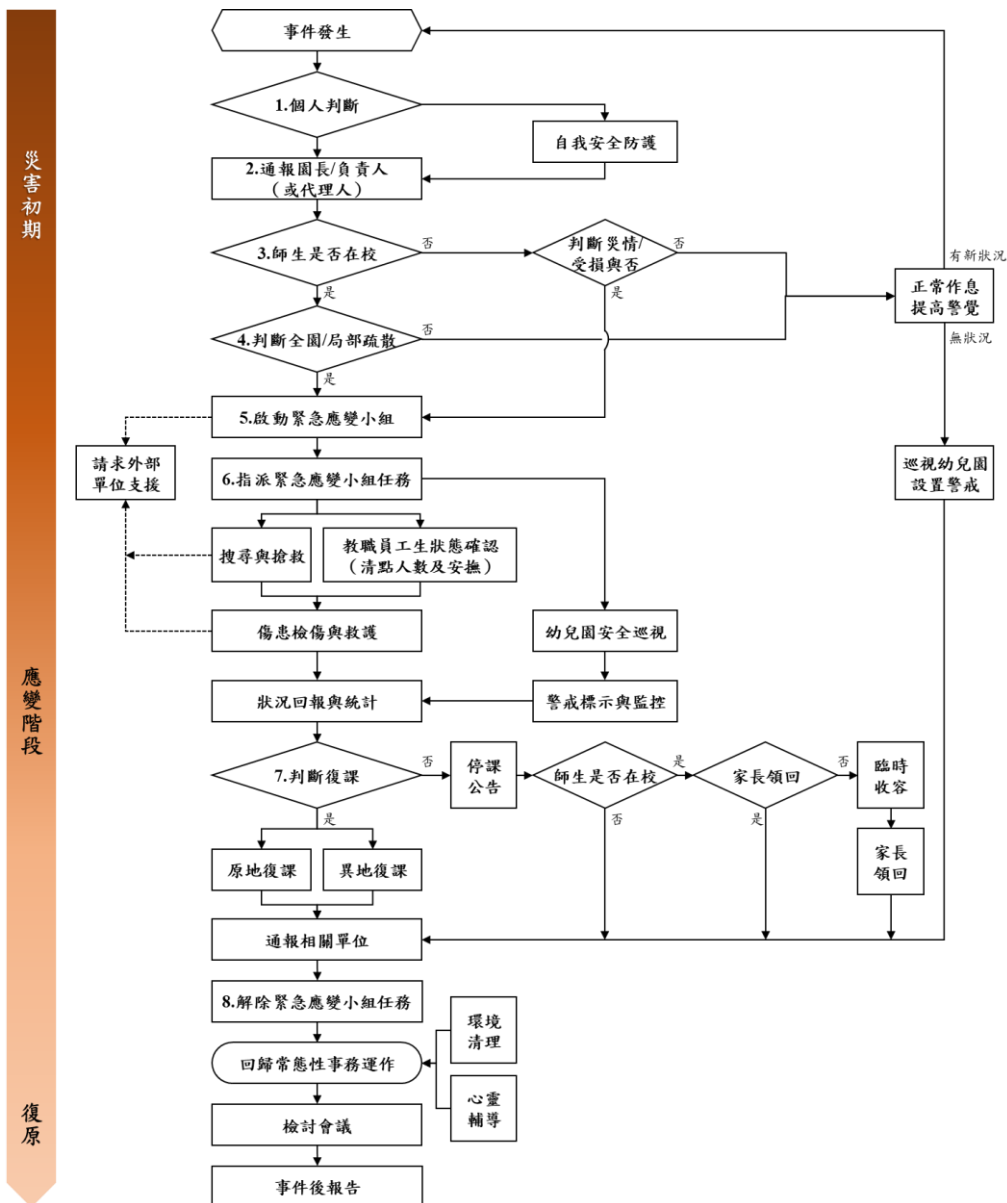 災害初期
應變階段
復原
事件發生
1.個人判斷
自我安全防護
2.通報園長/負責人
（或代理人）
3.師生是否在校
否
是
判斷災情/
受損與否
否
是
有新狀況
正常作息
提高警覺
無狀況
4.判斷全園/局部疏散
否
是
5.啟動緊急應變小組
請求外部
單位支援
6.指派緊急應變小組任務
巡視幼兒園
設置警戒
搜尋與搶救
教職員工生狀態確認
（清點人數及安撫）
傷患檢傷與救護
幼兒園安全巡視
狀況回報與統計
警戒標示與監控
7.判斷復課
否
是
停課
公告
師生是否在校
是
否
家長領回
否
是
臨時
收容
家長
領回
原地復課
異地復課
通報相關單位
8.解除緊急應變小組任務
環境
清理
回歸常態性事務運作
心靈
輔導
檢討會議
事件後報告